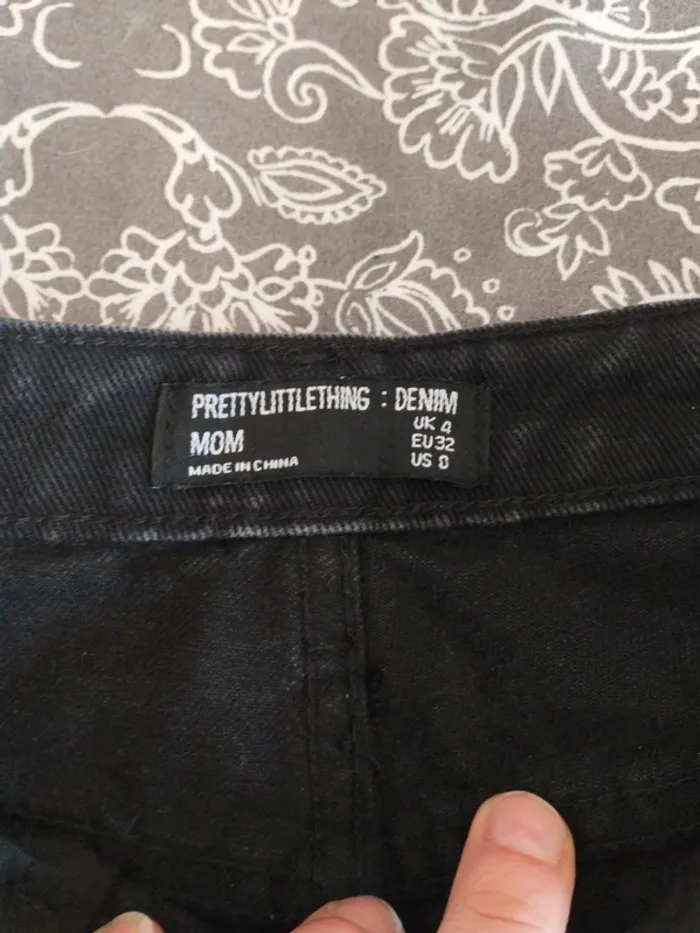 PRETTYLITTLETHING : DENIM
MOM
MADE IN CHINA
UK 4
EU 32
US 0